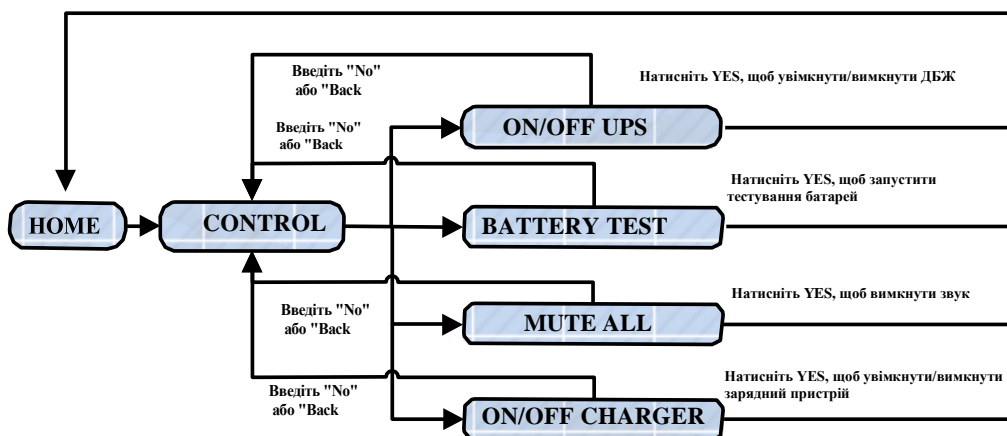 Введіть "No"
або "Back
Натисніть YES, щоб увімкнути/вимкнути ДБЖ
ON/OFF UPS
Введіть "No"
або "Back
Натисніть YES, щоб запустити
тестування батарей
HOME
CONTROL
BATTERY TEST
Введіть "No"
або "Back
Натисніть YES, щоб вимкнути звук
MUTE ALL
Введіть "No"
або "Back
Натисніть YES, щоб увімкнути/вимкнути
зарядний пристрій
ON/OFF CHARGER